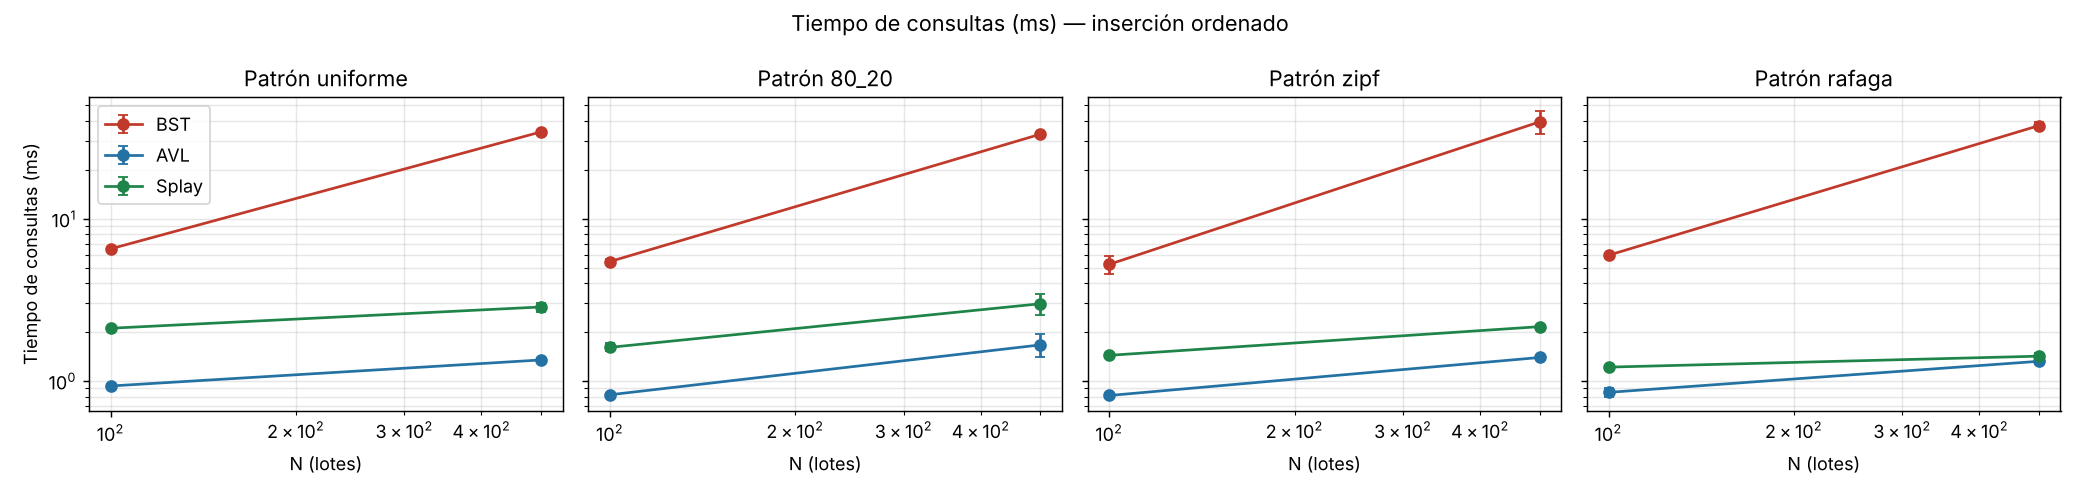 Tiempo de consultas (ms) — inserción ordenado
Patrón uniforme
Patrón 80_20
Patrón zipf
Patrón rafaga
BST
AVL
Splay
Tiempo de consultas (ms)
10¹
10⁰
10² 2 × 10² 3 × 10² 4 × 10²
10² 2 × 10² 3 × 10² 4 × 10²
10² 2 × 10² 3 × 10² 4 × 10²
10² 2 × 10² 3 × 10² 4 × 10²
N (lotes)
N (lotes)
N (lotes)
N (lotes)